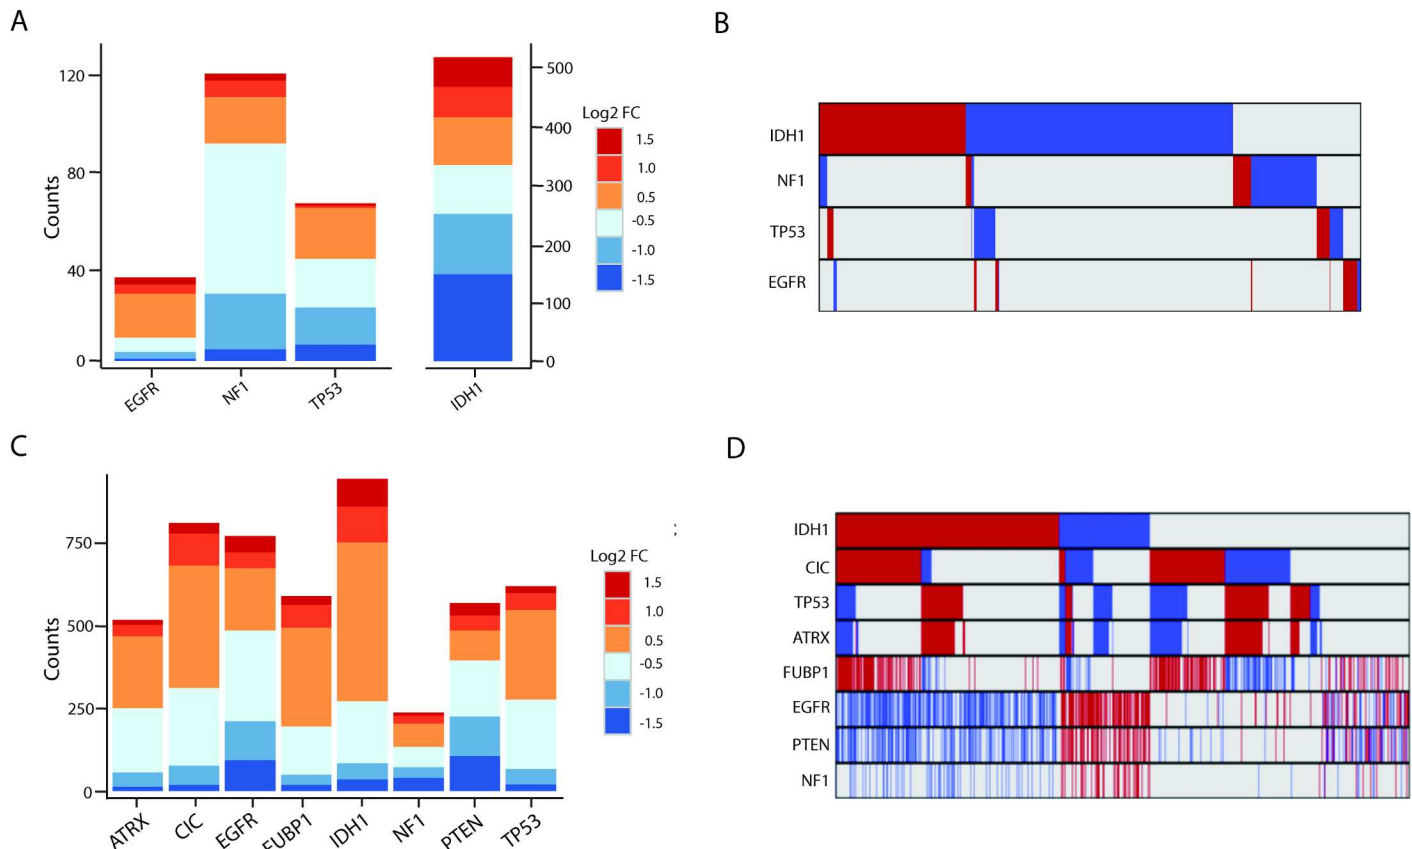 A
Counts
120
80
40
0
EGFR
NF1
TP53
500
400
300
200
100
0
IDH1
Log2 FC
1.5
1.0
0.5
-0.5
-1.0
-1.5
B
IDH1
NF1
TP53
EGFR
C
Counts
750
500
250
0
ATRX
CIC
EGFR
FUBP1
IDH1
NF1
PTEN
TP53
;
Log2 FC
1.5
1.0
0.5
-0.5
-1.0
-1.5
D
IDH1
CIC
TP53
ATRX
FUBP1
EGFR
PTEN
NF1